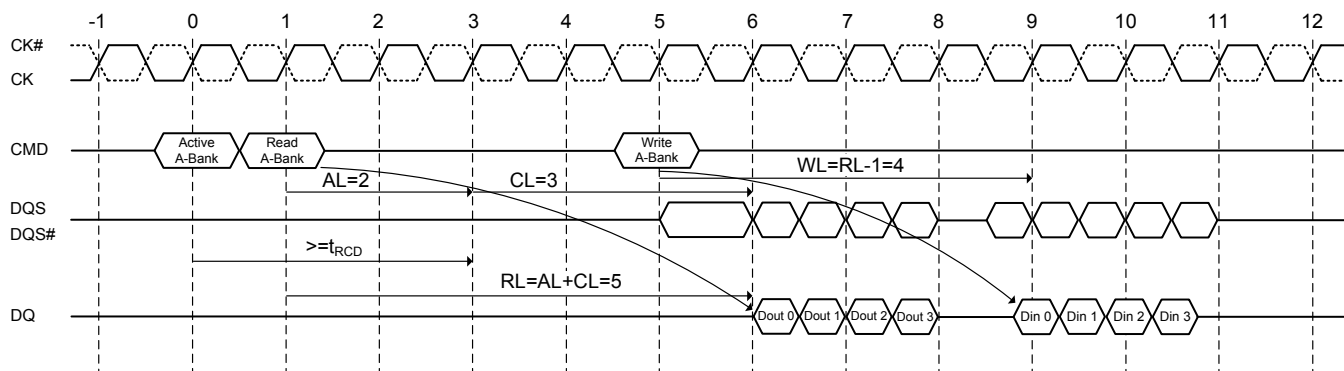 -1 0 1 2 3 4 5 6 7 8 9 10 11 12
CK#
CK
CMD
Active
A-Bank
Read
A-Bank
Write
A-Bank
WL=RL-1=4
AL=2
CL=3
DQS
DQS#
>=tRCD
RL=AL+CL=5
DQ
Dout 0 Dout 1 Dout 2 Dout 3 Din 0 Din 1 Din 2 Din 3